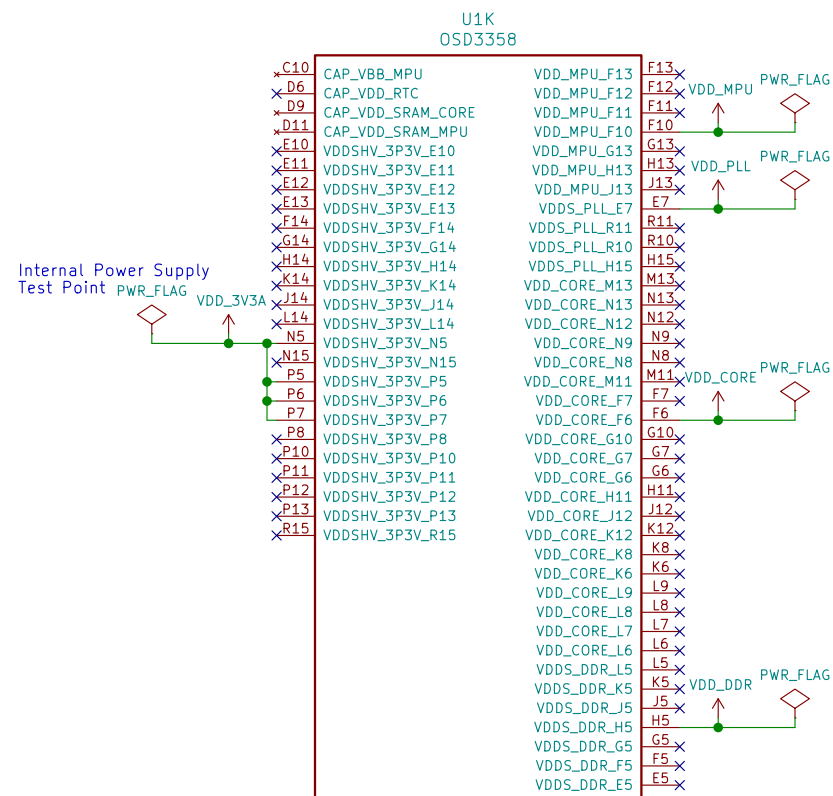 U1K
OSD3358
C10 CAP_VBB_MPU VDD_MPU_F13 F13
D6 CAP_VDD_RTC VDD_MPU_F12 F12
D9 CAP_VDD_SRAM_CORE VDD_MPU_F11 F11
D11 CAP_VDD_SRAM_MPU VDD_MPU_F10 F10
VDD_MPU PWR_FLAG
E10 VDDSHV_3P3V_E10 VDD_MPU_G13 G13
E11 VDDSHV_3P3V_E11 VDD_MPU_H13 H13
E12 VDDSHV_3P3V_E12 VDD_MPU_J13 J13
E13 VDDSHV_3P3V_E13 VDDS_PLL_E7 E7
VDD_PLL PWR_FLAG
F14 VDDSHV_3P3V_F14 VDDS_PLL_R11 R11
G14 VDDSHV_3P3V_G14 VDDS_PLL_R10 R10
H14 VDDSHV_3P3V_H14 VDDS_PLL_H15 H15
Internal Power Supply
Test Point
PWR_FLAG VDD_3V3A
K14 VDDSHV_3P3V_K14 VDD_CORE_M13 M13
J14 VDDSHV_3P3V_J14 VDD_CORE_N13 N13
L14 VDDSHV_3P3V_L14 VDD_CORE_N12 N12
N5 VDDSHV_3P3V_N5 VDD_CORE_N9 N9
N15 VDDSHV_3P3V_N15 VDD_CORE_N8 N8
P5 VDDSHV_3P3V_P5 VDD_CORE_M11 M11
P6 VDDSHV_3P3V_P6 VDD_CORE_F7 F7
P7 VDDSHV_3P3V_P7 VDD_CORE_F6 F6
VDD_CORE PWR_FLAG
P8 VDDSHV_3P3V_P8 VDD_CORE_G10 G10
P10 VDDSHV_3P3V_P10 VDD_CORE_G7 G7
P11 VDDSHV_3P3V_P11 VDD_CORE_G6 G6
P12 VDDSHV_3P3V_P12 VDD_CORE_H11 H11
P13 VDDSHV_3P3V_P13 VDD_CORE_J12 J12
R15 VDDSHV_3P3V_R15 VDD_CORE_K12 K12
VDD_CORE_K8 K8
VDD_CORE_K6 K6
VDD_CORE_L9 L9
VDD_CORE_L8 L8
VDD_CORE_L7 L7
VDD_CORE_L6 L6
VDDS_DDR_L5 L5
VDDS_DDR_K5 K5
VDDS_DDR_J5 J5
VDDS_DDR_H5 H5
VDD_DDR PWR_FLAG
VDDS_DDR_G5 G5
VDDS_DDR_F5 F5
VDDS_DDR_E5 E5